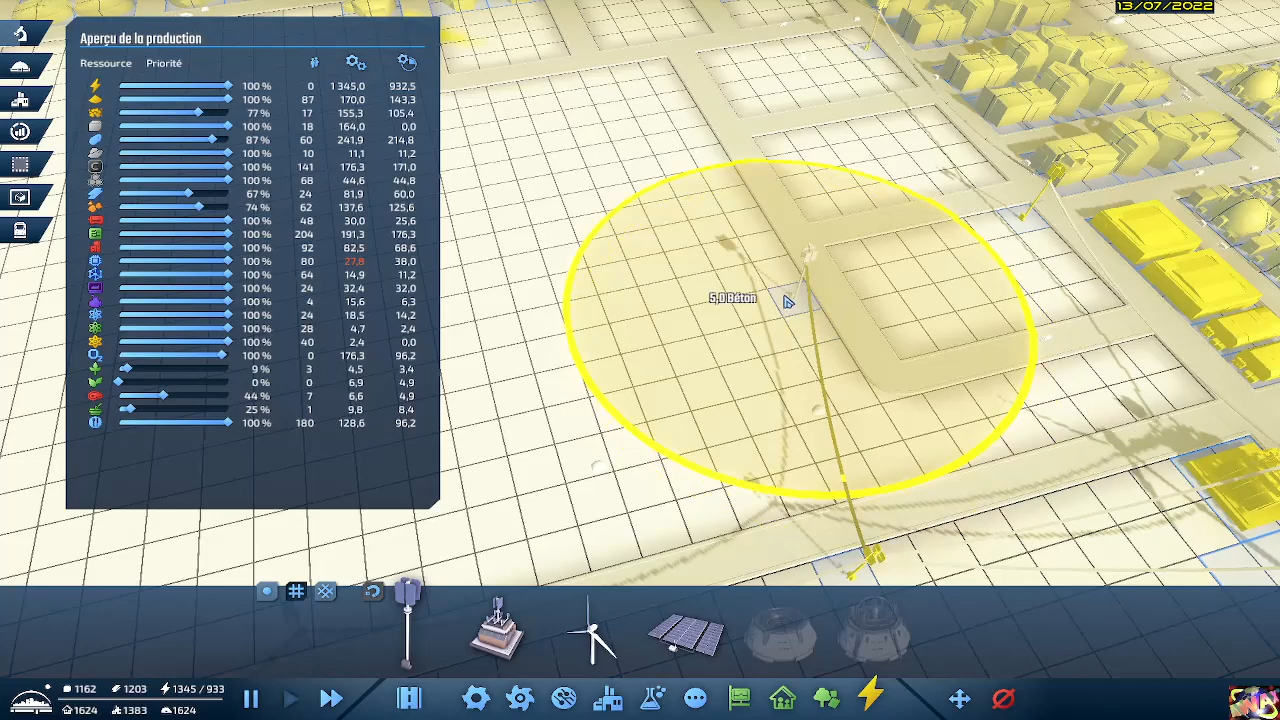 13/07/2022
Aperçu de la production
Ressource Priorité
100 % 0 1 345,0 932,5
100 % 87 170,0 143,3
77 % 17 155,3 105,4
100 % 18 164,0 0,0
87 % 60 241,9 214,8
100 % 10 11,1 11,2
100 % 141 176,3 171,0
100 % 68 44,6 44,8
67 % 24 81,9 60,0
74 % 62 137,6 125,6
100 % 48 30,0 25,6
100 % 204 191,3 176,3
100 % 92 82,5 68,6
100 % 80 27,8 38,0
100 % 64 14,9 11,2
100 % 24 32,4 32,0
100 % 4 15,6 6,3
100 % 24 18,5 14,2
100 % 28 4,7 2,4
100 % 40 2,4 0,0
100 % 0 176,3 96,2
9 % 3 4,5 3,4
0 % 0 6,9 4,9
44 % 7 6,6 4,9
25 % 1 9,8 8,4
100 % 180 128,6 96,2
5,0 Béton
1162 1203 1345 / 933
1624 1383 1624